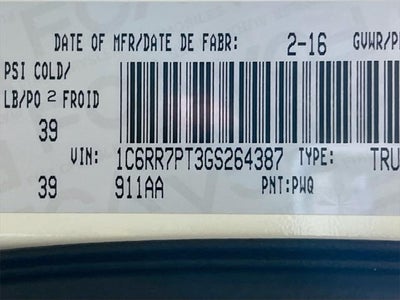 DATE OF MFR/DATE DE FABR: 2-16 GVWR/P
PSI COLD/
LB/PO 2 FROID
39
VIN: 1C6RR7PT3GS264387 TYPE: TRU
39 911AA PNT:PWQ